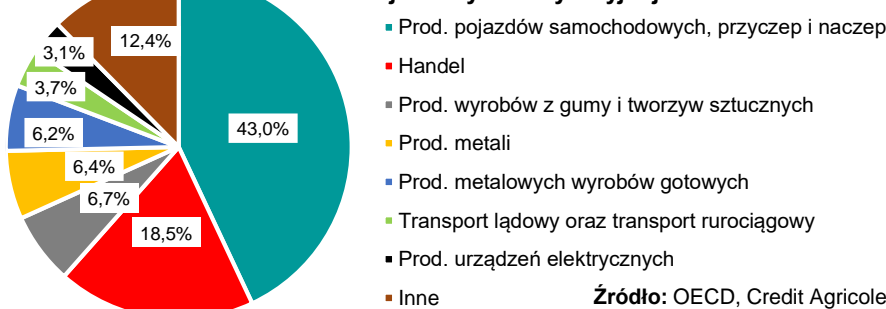 Prod. pojazdów samochodowych, przyczep i naczep
Handel
Prod. wyrobów z gumy i tworzyw sztucznych
Prod. metali
Prod. metalowych wyrobów gotowych
Transport lądowy oraz transport rurociągowy
Prod. urządzeń elektrycznych
Inne
Źródło: OECD, Credit Agricole
12,4%
3,1%
3,7%
6,2%
6,4%
6,7%
18,5%
43,0%